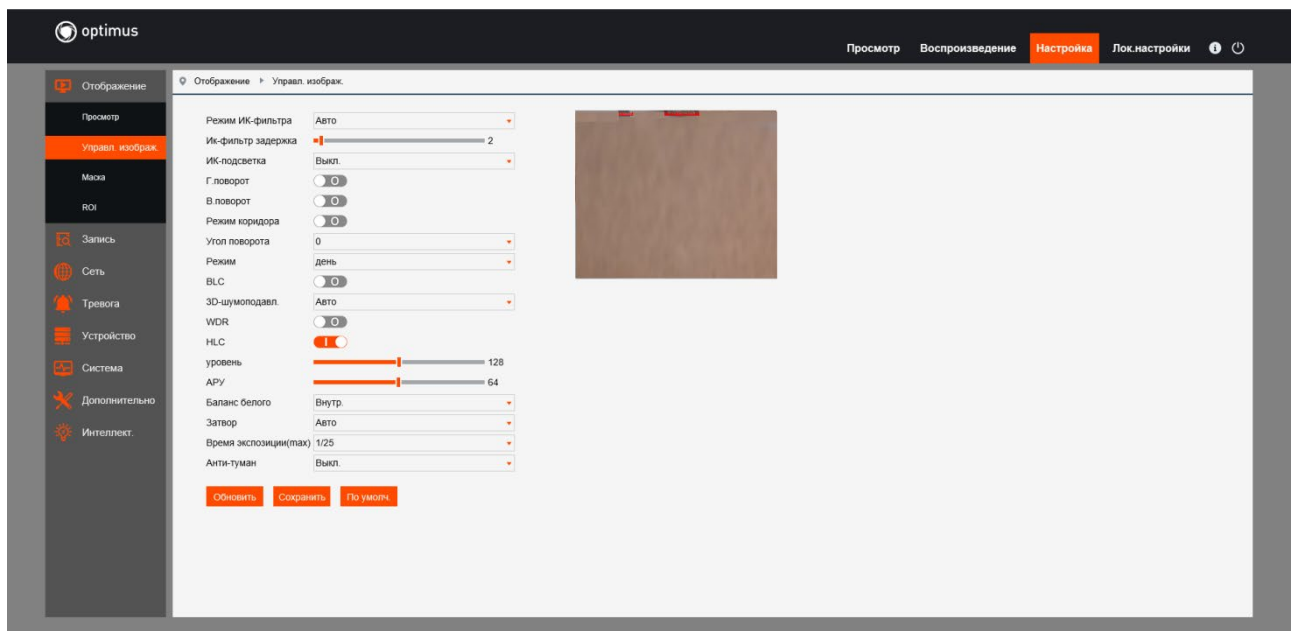 optimus
Просмотр Воспроизведение Настройка Лок.настройки
Отображение
Просмотр
Управл. изображ.
Маска
ROI
Запись
Сеть
Тревога
Устройство
Система
Дополнительно
Интеллект.
Отображение Управл. изображ.
Режим ИК-фильтра Авто
Ик-фильтр задержка 2
ИК-подсветка Выкл.
Г.поворот
В.поворот
Режим коридора
Угол поворота 0
Режим день
BLC
3D-шумоподавл. Авто
WDR
HLC
уровень 128
АРУ 64
Баланс белого Внутр.
Затвор Авто
Время экспозиции(max) 1/25
Анти-туман Выкл.
Обновить Сохранить По умолч.